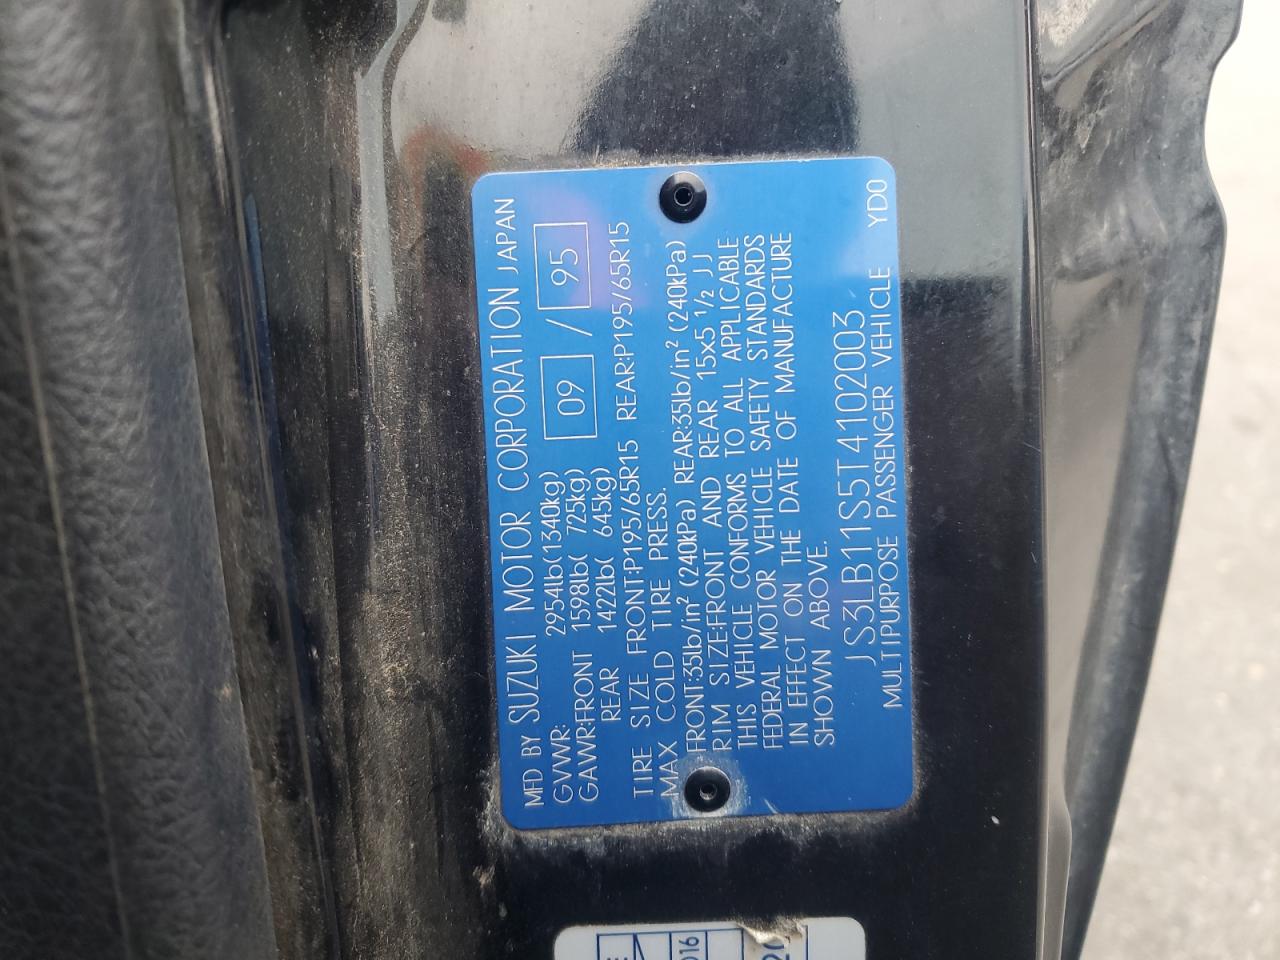 MFD BY SUZUKI MOTOR CORPORATION JAPAN
GVWR: 2954lb(1340kg) 09 / 95
GAWR:FRONT 1598lb( 725kg)
REAR 1422lb( 645kg)
TIRE SIZE FRONT:P195/65R15 REAR:P195/65R15
MAX COLD TIRE PRESS.
FRONT:35lb/in² (240kPa) REAR:35lb/in² (240kPa)
RIM SIZE:FRONT AND REAR 15x5 1/2 JJ
THIS VEHICLE CONFORMS TO ALL APPLICABLE
FEDERAL MOTOR VEHICLE SAFETY STANDARDS
IN EFFECT ON THE DATE OF MANUFACTURE
SHOWN ABOVE.
JS3LB11S5T4102003
MULTIPURPOSE PASSENGER VEHICLE YD0